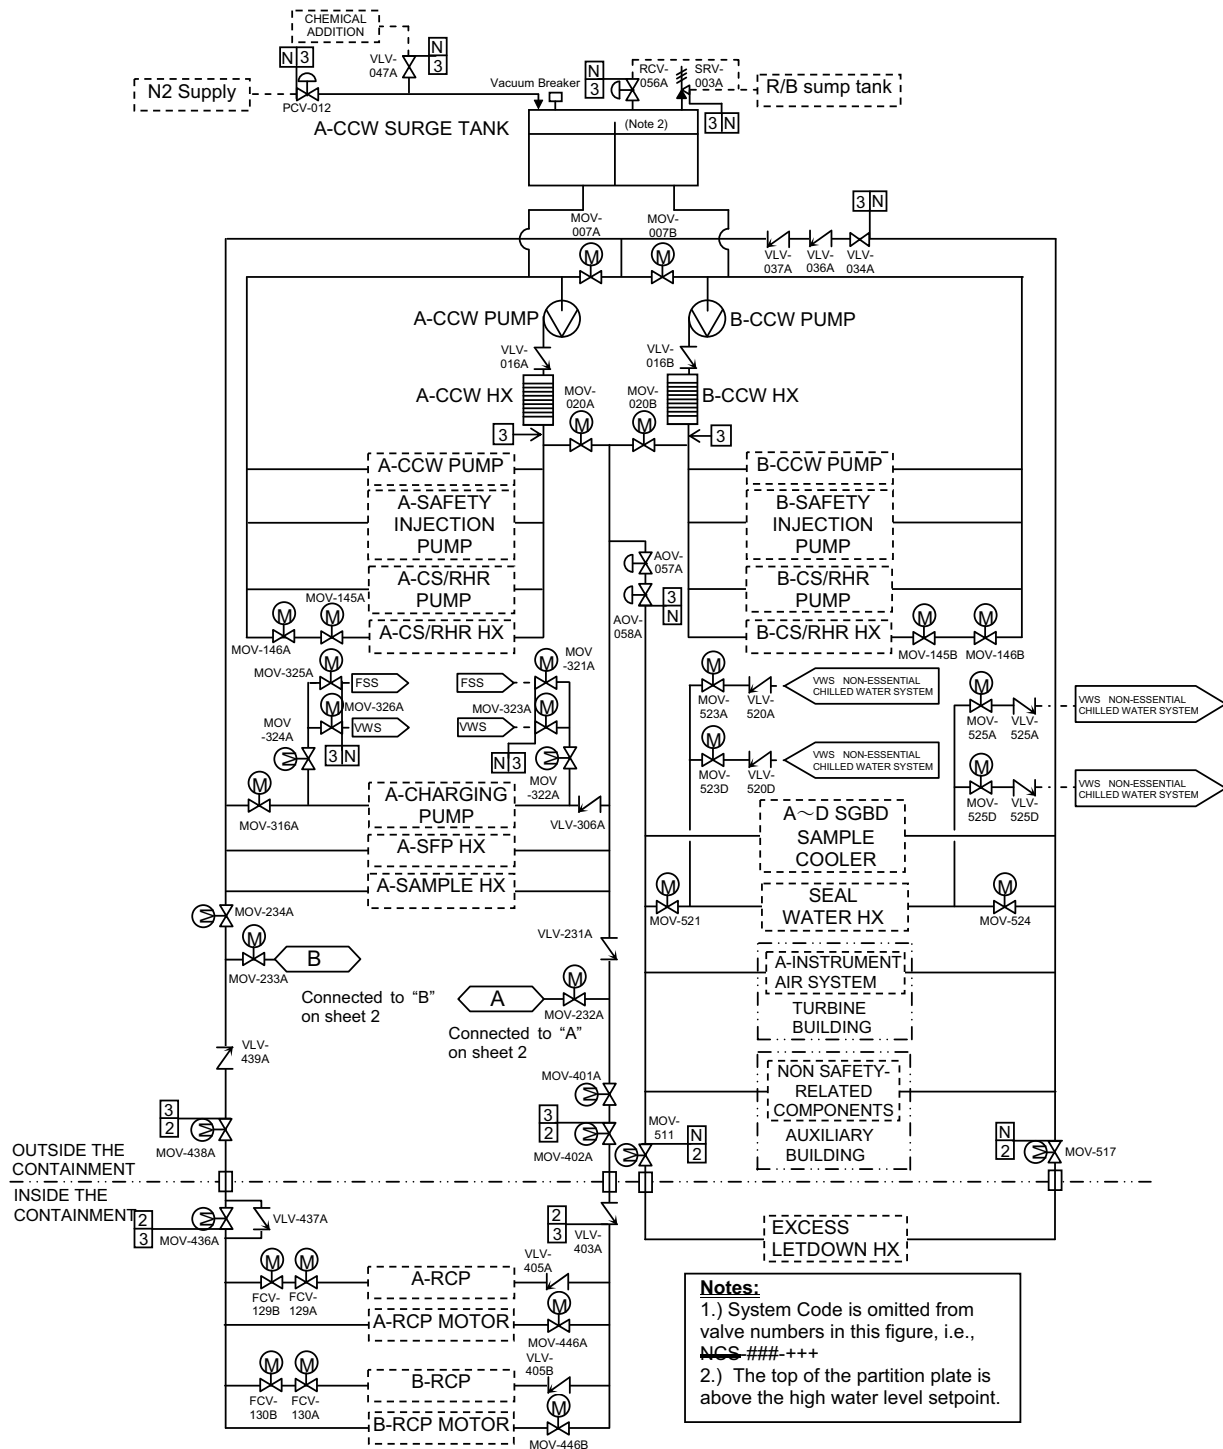 CHEMICAL
ADDITION
N 3
VLV-
047A
N
3
N2 Supply
PCV-012
Vacuum Breaker
N
3
RCV-
056A
SRV-
003A
R/B sump tank
3 N
A-CCW SURGE TANK
(Note 2)
MOV-
007A
MOV-
007B
3 N
M
M
VLV-
037A
VLV-
036A
VLV-
034A
A-CCW PUMP
B-CCW PUMP
VLV-
016A
VLV-
016B
A-CCW HX
MOV-
020A
MOV-
020B
B-CCW HX
M
M
3
3
A-CCW PUMP
B-CCW PUMP
A-SAFETY
INJECTION
PUMP
B-SAFETY
INJECTION
PUMP
AOV-
057A
3
N
AOV-
058A
A-CS/RHR
PUMP
B-CS/RHR
PUMP
MOV-145A
M
M
MOV-146A
A-CS/RHR HX
B-CS/RHR HX
M
M
MOV-145B
MOV-146B
MOV-325A
M
FSS
MOV-326A
M
VWS
3 N
MOV
-324A
M
MOV
-321A
M
FSS
MOV-323A
M
VWS
N 3
MOV
-322A
M
M
MOV-523A
VLV-
520A
VWS NON-ESSENTIAL
CHILLED WATER SYSTEM
M
MOV-
525A
VLV-
525A
VWS NON-ESSENTIAL
CHILLED WATER SYSTEM
M
MOV-
523D
VLV-
520D
VWS NON-ESSENTIAL
CHILLED WATER SYSTEM
M
MOV-
525D
VLV-
525D
VWS NON-ESSENTIAL
CHILLED WATER SYSTEM
M
MOV-316A
A-CHARGING
PUMP
VLV-306A
A~D SGBD
SAMPLE
COOLER
A-SFP HX
A-SAMPLE HX
M
MOV-521
SEAL
WATER HX
M
MOV-524
M
MOV-234A
M
MOV-233A
B
Connected to “B”
on sheet 2
VLV-231A
A
M
MOV-232A
Connected to “A”
on sheet 2
A-INSTRUMENT
AIR SYSTEM
TURBINE
BUILDING
VLV-
439A
MOV-401A
M
NON SAFETY-
RELATED
COMPONENTS
AUXILIARY
BUILDING
3
2
M
MOV-438A
3
2
M
MOV-402A
MOV-
511
M
N
2
N
2
M
MOV-517
OUTSIDE THE
CONTAINMENT
INSIDE THE
CONTAINMENT
2
3
M
MOV-436A
VLV-437A
2
3
VLV-
403A
EXCESS
LETDOWN HX
M
M
FCV-
129B
FCV-
129A
A-RCP
VLV-
405A
A-RCP MOTOR
M
MOV-446A
M
M
FCV-
130B
FCV-
130A
B-RCP
VLV-
405B
B-RCP MOTOR
M
MOV-446B
Notes:
1.) System Code is omitted from
valve numbers in this figure, i.e.,
NCS-###-+++
2.) The top of the partition plate is
above the high water level setpoint.